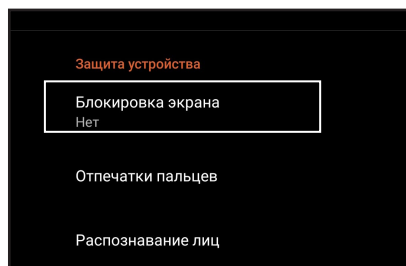 Защита устройства
Блокировка экрана
Нет
Отпечатки пальцев
Распознавание лиц